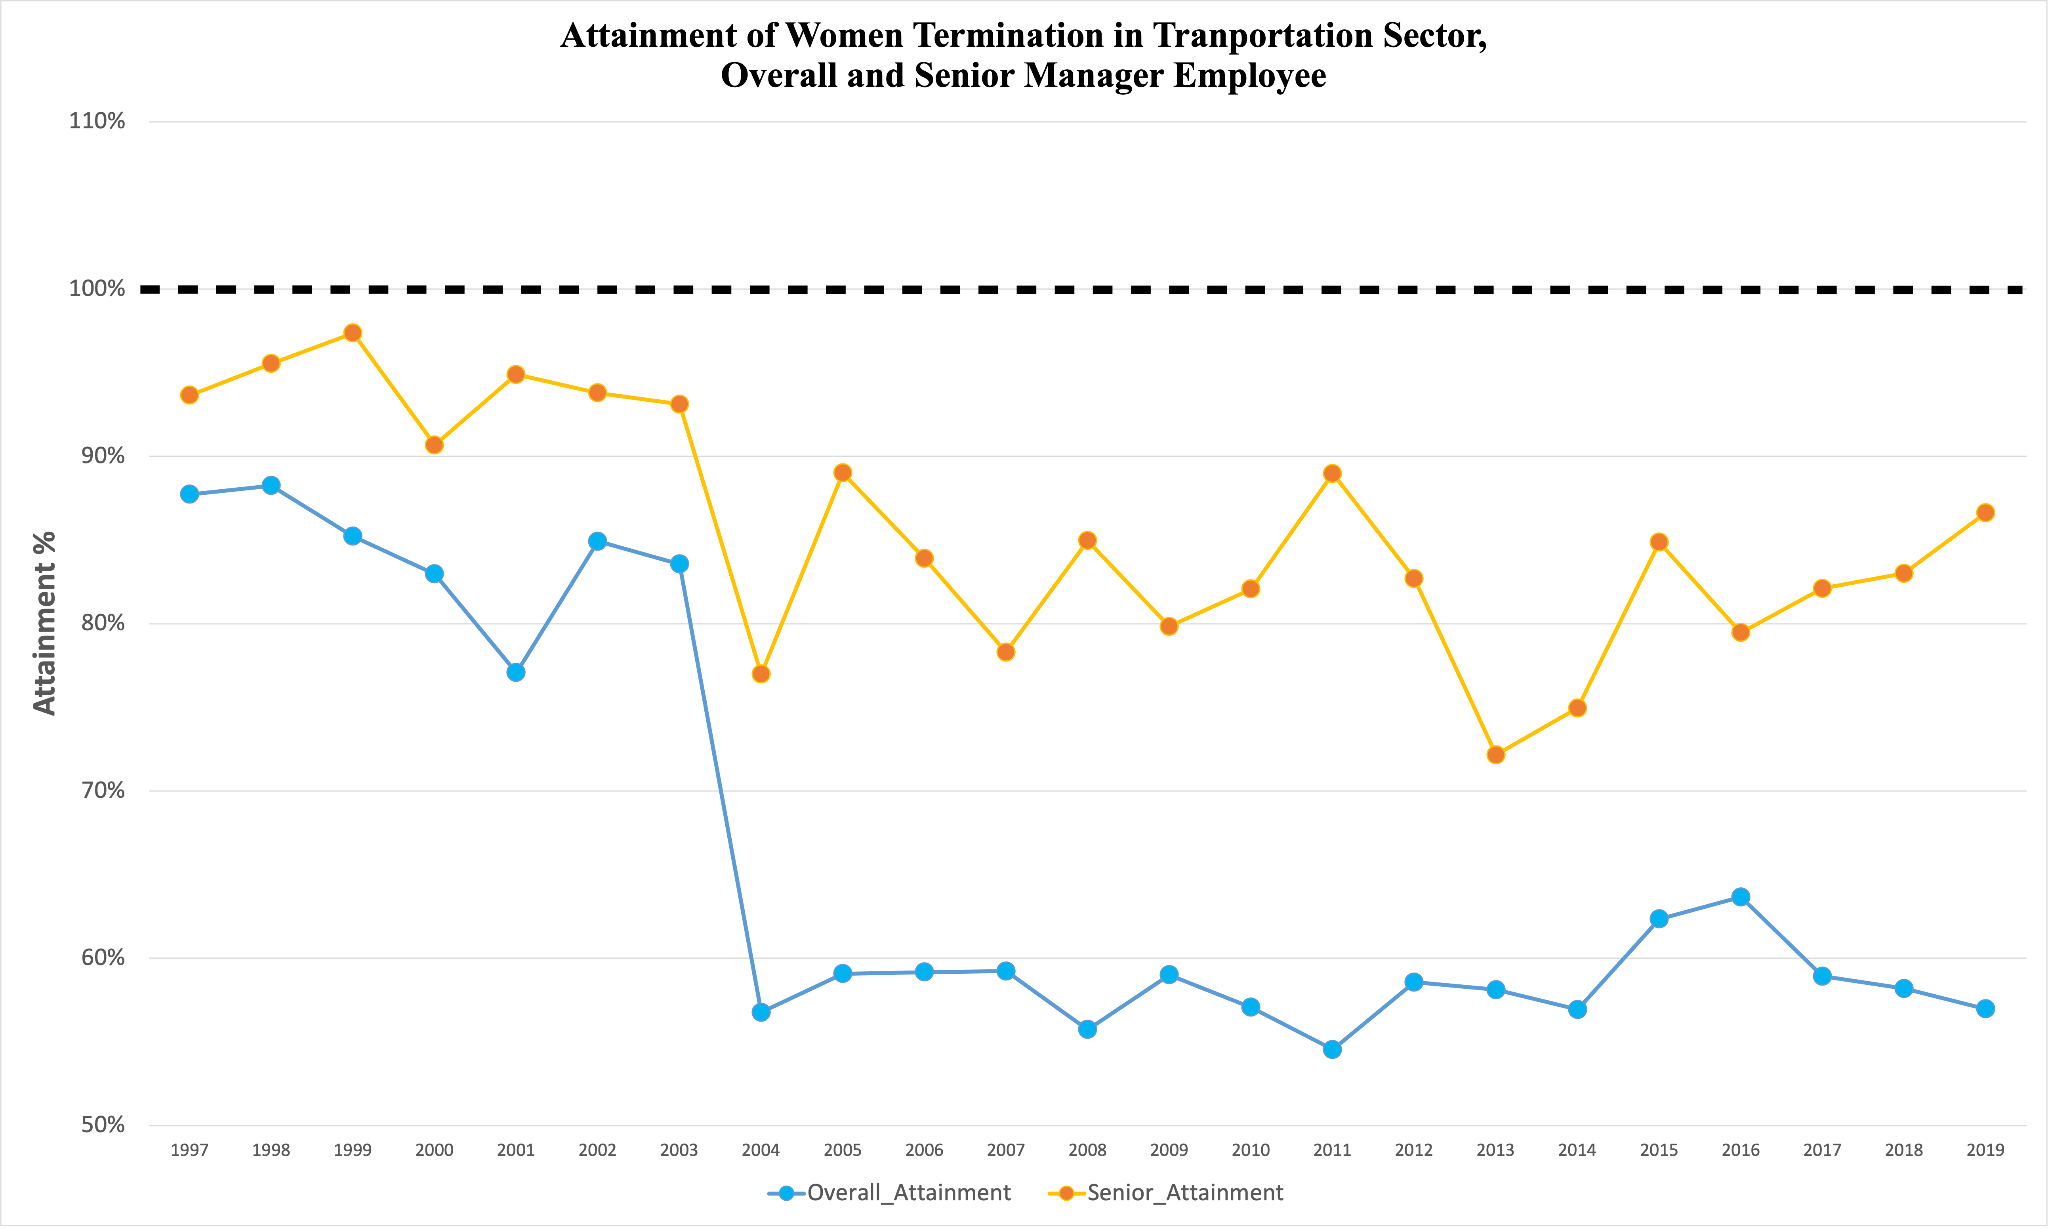 Attainment of Women Termination in Tranportation Sector,
Overall and Senior Manager Employee
110%
100%
90%
80%
70%
60%
50%
Attainment %
1997 1998 1999 2000 2001 2002 2003 2004 2005 2006 2007 2008 2009 2010 2011 2012 2013 2014 2015 2016 2017 2018 2019
Overall_Attainment Senior_Attainment